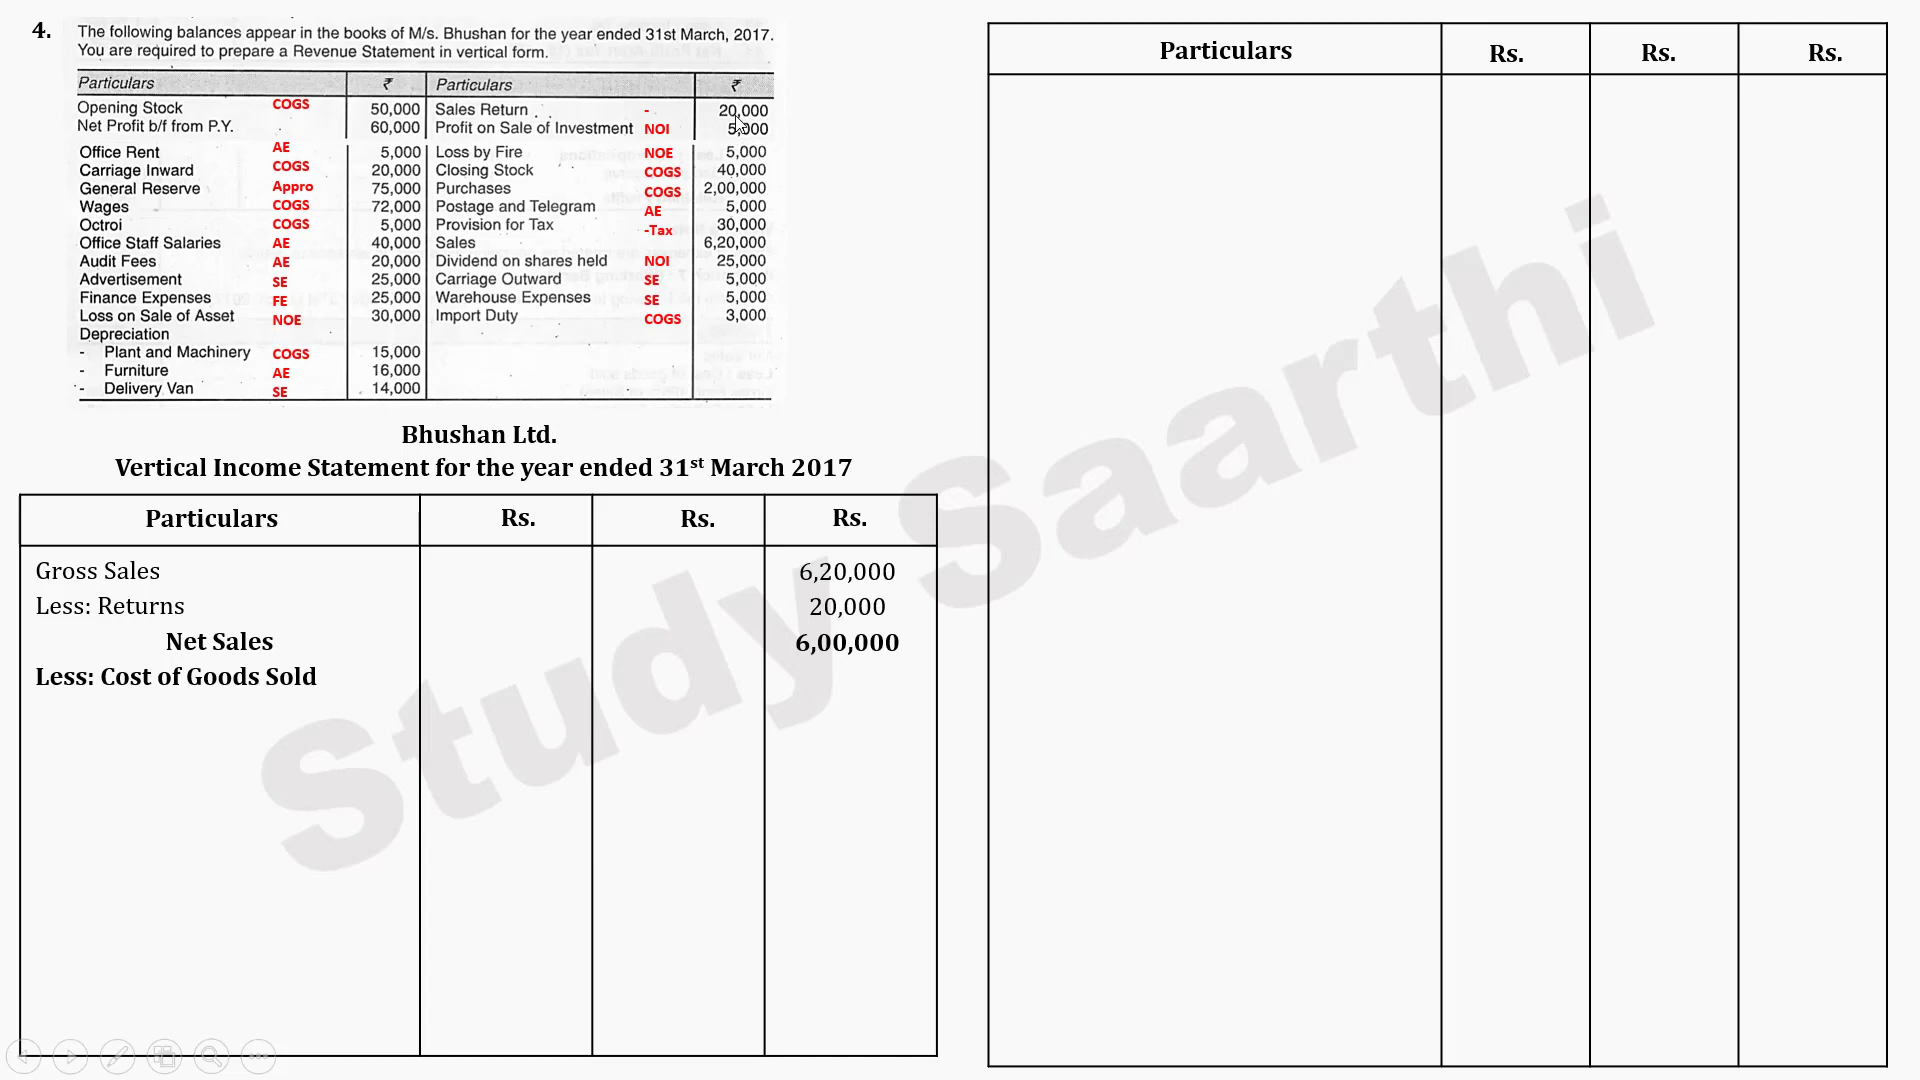 4. The following balances appear in the books of M/s. Bhushan for the year ended 31st March, 2017.
You are required to prepare a Revenue Statement in vertical form.
Particulars ₹ Particulars ₹
Opening Stock COGS 50,000 Sales Return - 20,000
Net Profit b/f from P.Y. 60,000 Profit on Sale of Investment NOI 5,000
Office Rent AE 5,000 Loss by Fire NOE 5,000
Carriage Inward COGS 20,000 Closing Stock COGS 40,000
General Reserve Appro 75,000 Purchases COGS 2,00,000
Wages COGS 72,000 Postage and Telegram AE 5,000
Octroi COGS 5,000 Provision for Tax -Tax 30,000
Office Staff Salaries AE 40,000 Sales 6,20,000
Audit Fees AE 20,000 Dividend on shares held NOI 25,000
Advertisement SE 25,000 Carriage Outward SE 5,000
Finance Expenses FE 25,000 Warehouse Expenses SE 5,000
Loss on Sale of Asset NOE 30,000 Import Duty COGS 3,000
Depreciation
- Plant and Machinery COGS 15,000
- Furniture AE 16,000
- Delivery Van SE 14,000
Bhushan Ltd.
Vertical Income Statement for the year ended 31st March 2017
Particulars Rs. Rs. Rs.
Gross Sales 6,20,000
Less: Returns 20,000
Net Sales 6,00,000
Less: Cost of Goods Sold
Particulars Rs. Rs. Rs.
Study Saarthi